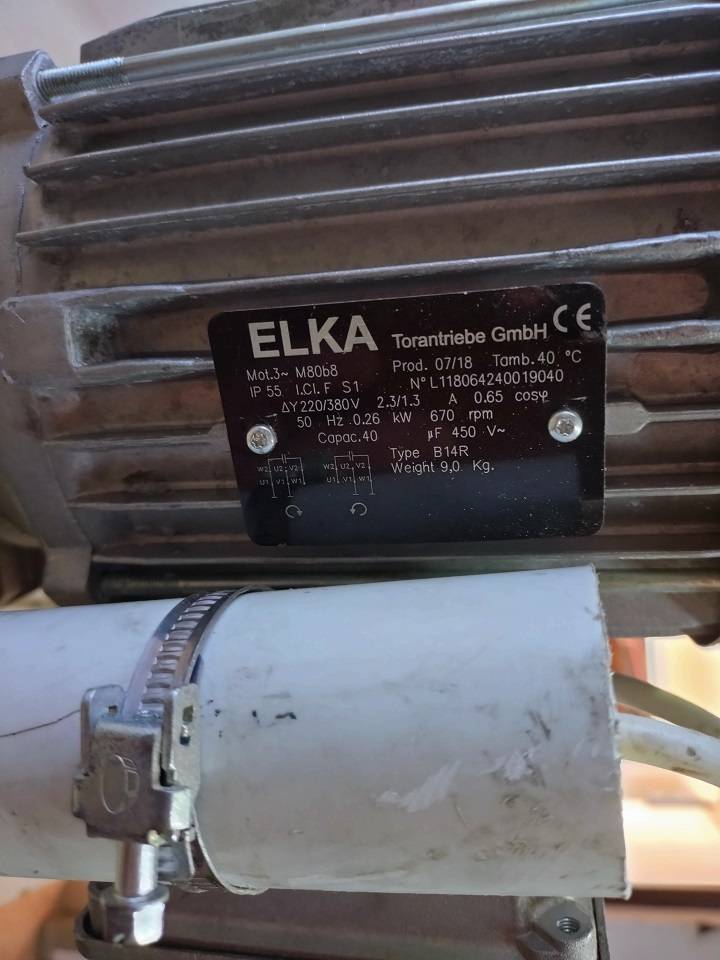 ELKA Torantriebe GmbH CE
Mot.3~ M80b8 Prod. 07/18 Tamb.40 °C
IP 55 I.Cl.F S1 N° L118064240019040
ΔY 220/380V 2.3/1.3 A 0.65 cosφ
50 Hz 0.26 kW 670 rpm
Capac.40 µF 450 V~
Type B14R
Weight 9,0 Kg.
W2 U2 V2 W2 U2 V2
U1 V1 W1 U1 V1 W1